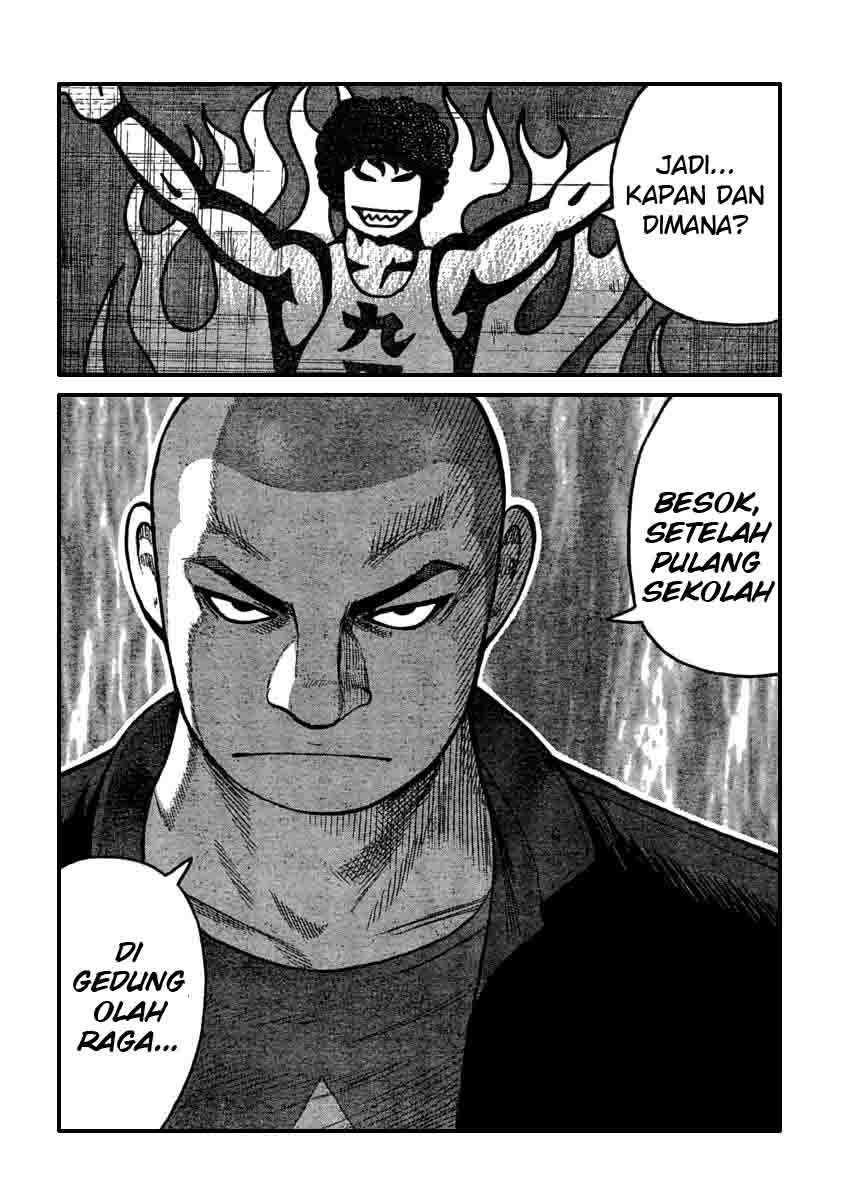 JADI...
KAPAN DAN
DIMANA?
九
BESOK,
SETELAH
PULANG
SEKOLAH
DI
GEDUNG
OLAH
RAGA...